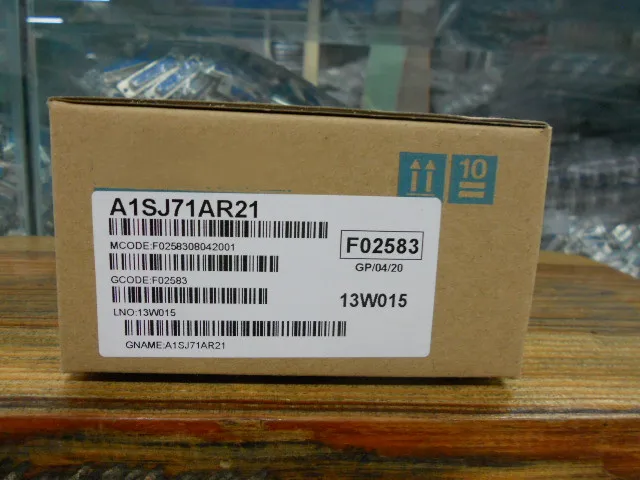 10
A1SJ71AR21
MCODE:F0258308042001
F02583
GP/04/20
GCODE:F02583
13W015
LNO:13W015
GNAME:A1SJ71AR21